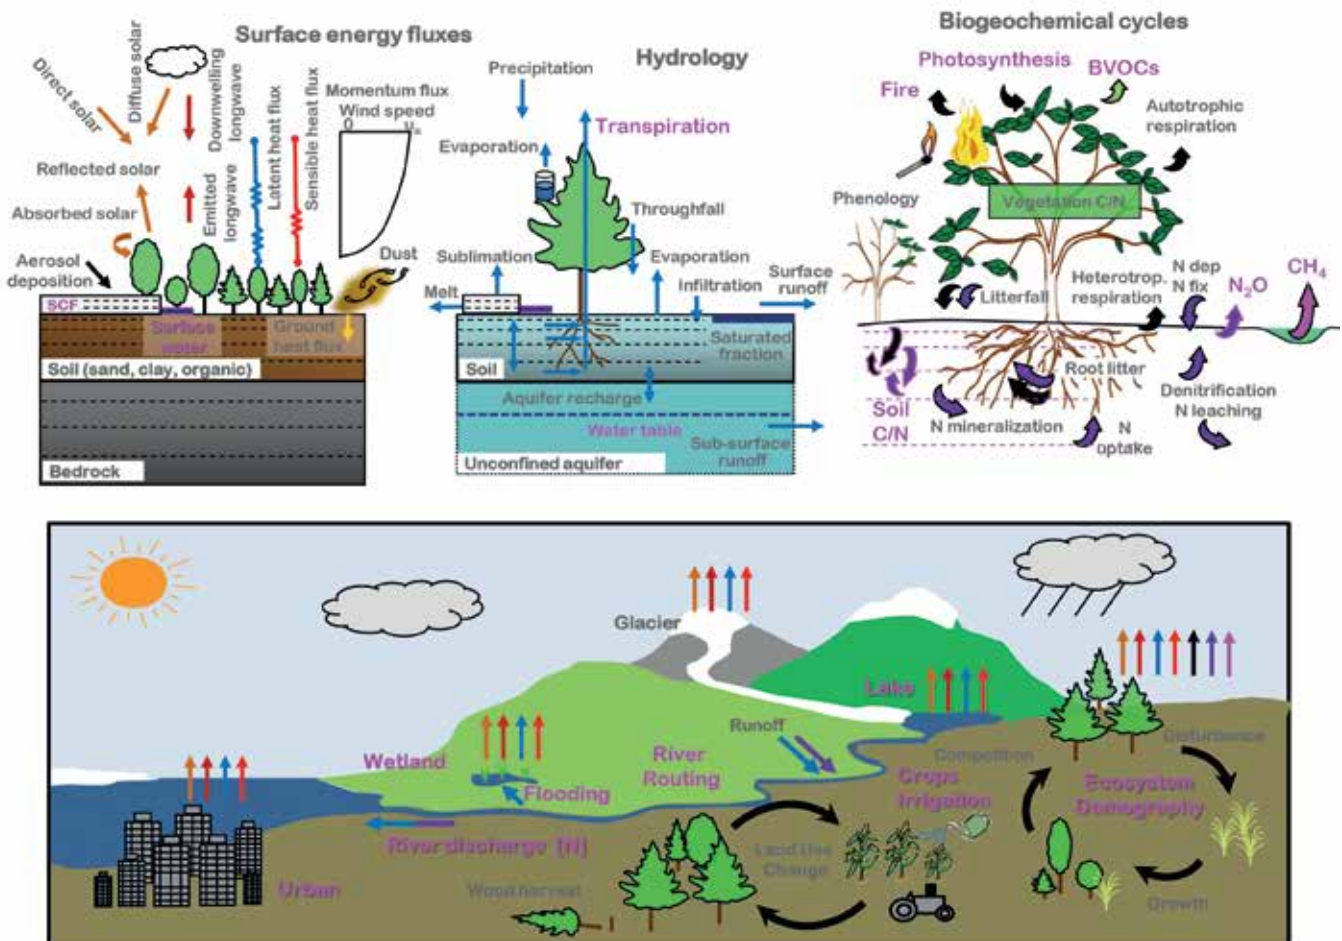 Surface energy fluxes
Direct solar
Diffuse solar
Downwelling
longwave
Latent heat flux
Sensible heat flux
Momentum flux
Wind speed
0
Reflected solar
Absorbed solar
Emitted
longwave
Aerosol
deposition
Dust
SCF
Surface
water
Ground
heat flux
Soil (sand, clay, organic)
Bedrock
Hydrology
Precipitation
Transpiration
Evaporation
Throughfall
Sublimation
Evaporation
Melt
Infiltration
Surface
runoff
Saturated
fraction
Soil
Aquifer recharge
Water table
Sub-surface
runoff
Unconfined aquifer
Biogeochemical cycles
Photosynthesis
BVOCs
Fire
Autotrophic
respiration
Phenology
Vegetation C/N
Litterfall
Heterotrop.
respiration
N dep
N fix
N₂O
CH₄
Root litter
Soil
C/N
N mineralization
N
uptake
Denitrification
N leaching
Glacier
Lake
Runoff
Wetland
River
Routing
Flooding
Competition
Disturbance
Crops
Irrigation
Ecosystem
Demography
River discharge [N]
Land Use
Change
Urban
Wood harvest
Growth